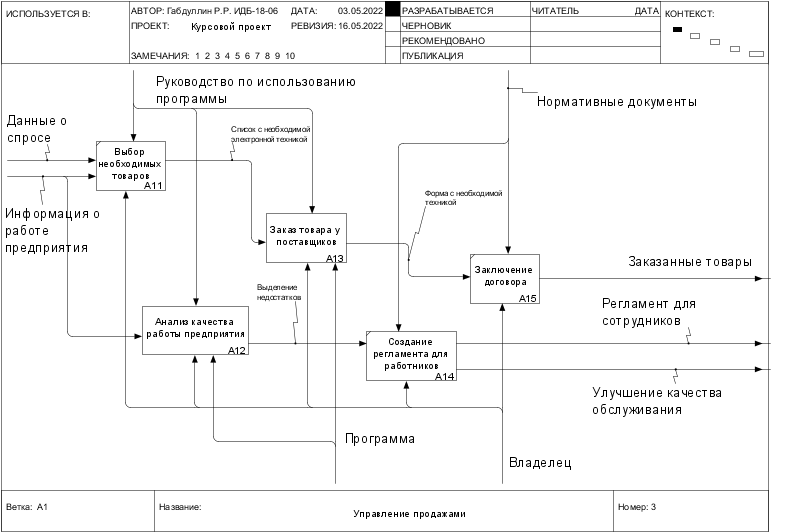 ИСПОЛЬЗУЕТСЯ В:
АВТОР: Габдуллин Р.Р. ИДБ-18-06
ДАТА: 03.05.2022
ПРОЕКТ: Курсовой проект
РЕВИЗИЯ: 16.05.2022
ЗАМЕЧАНИЯ: 1 2 3 4 5 6 7 8 9 10
РАЗРАБАТЫВАЕТСЯ
ЧЕРНОВИК
РЕКОМЕНДОВАНО
ПУБЛИКАЦИЯ
ЧИТАТЕЛЬ
ДАТА
КОНТЕКСТ:
Руководство по использованию
программы
Нормативные документы
Данные о
спросе
Список с необходимой
электронной техникой
Выбор
необходимых
товаров
A11
Информация о
работе
предприятия
Форма с необходимой
техникой
Заказ товара у
поставщиков
A13
Заключение
договора
A15
Заказанные товары
Выделение
недостатков
Регламент для
сотрудников
Анализ качества
работы предприятия
A12
Создание
регламента для
работников
A14
Улучшение качества
обслуживания
Программа
Владелец
Ветка: A1
Название:
Управление продажами
Номер: 3